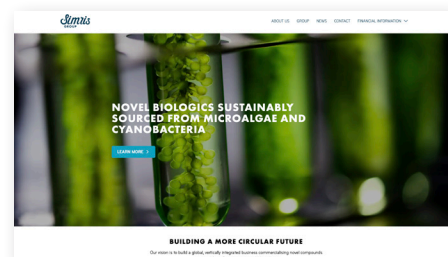 Simris
GROUP
ABOUT US GROUP NEWS CONTACT FINANCIAL INFORMATION
NOVEL BIOLOGICS SUSTAINABLY
SOURCED FROM MICROALGAE AND
CYANOBACTERIA
LEARN MORE >
BUILDING A MORE CIRCULAR FUTURE
Our vision is to build a global, vertically integrated business commercialising novel compounds